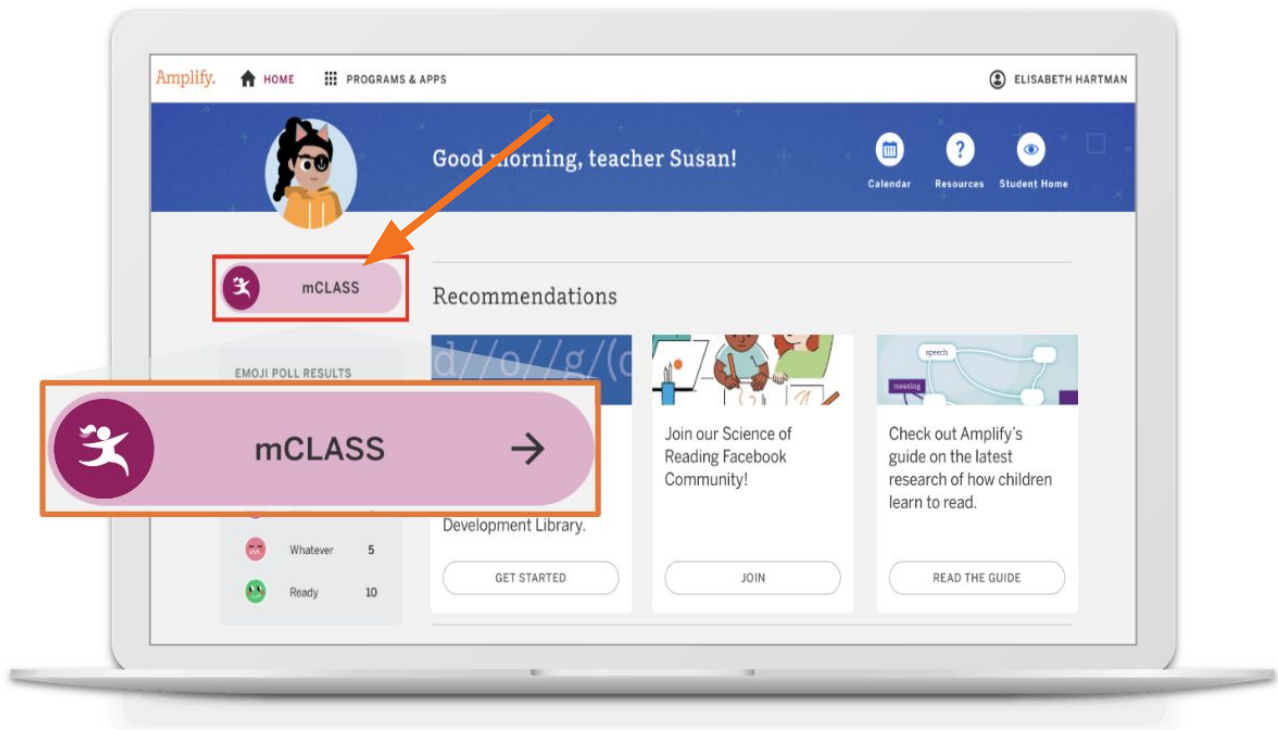 Amplify.
HOME
PROGRAMS & APPS
ELISABETH HARTMAN
Good morning, teacher Susan!
Calendar
Resources
Student Home
mCLASS
Recommendations
EMOJI POLL RESULTS
d//o//g/(
mCLASS
Development Library.
Whatever 5
Ready 10
GET STARTED
Join our Science of
Reading Facebook
Community!
JOIN
speech
meaning
Check out Amplify's
guide on the latest
research of how children
learn to read.
READ THE GUIDE